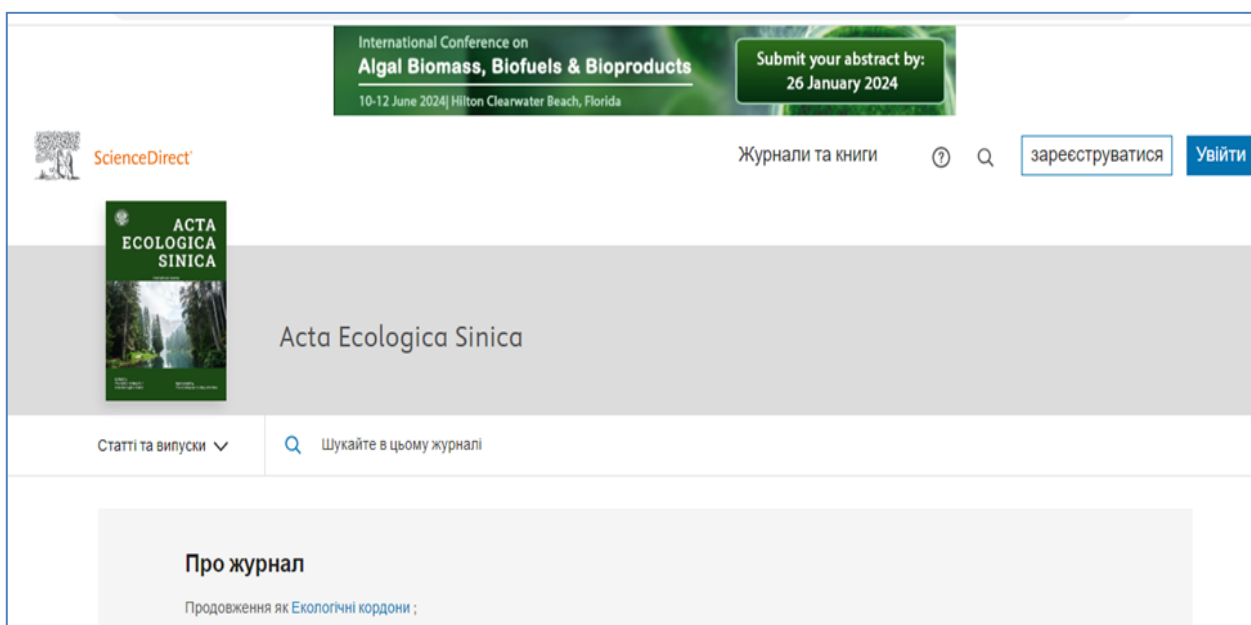 International Conference on
Algal Biomass, Biofuels & Bioproducts
10-12 June 2024| Hilton Clearwater Beach, Florida
Submit your abstract by:
26 January 2024
ScienceDirect
Журнали та книги
зареєструватися
Увійти
ACTA
ECOLOGICA
SINICA
Acta Ecologica Sinica
Статті та випуски
Шукайте в цьому журналі
Про журнал
Продовження як Екологічні кордони ;